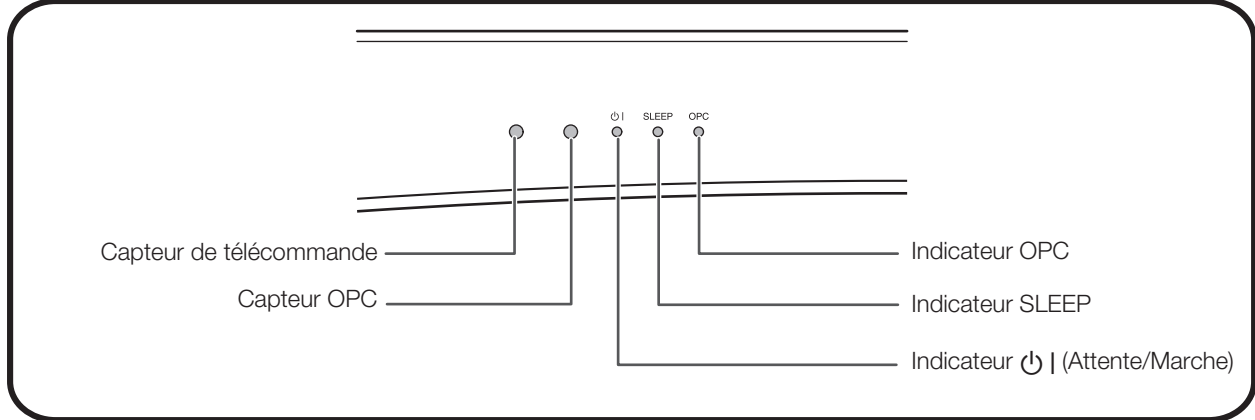 ⏻ | SLEEP OPC
Capteur de télécommande
Indicateur OPC
Capteur OPC
Indicateur SLEEP
Indicateur ⏻ | (Attente/Marche)